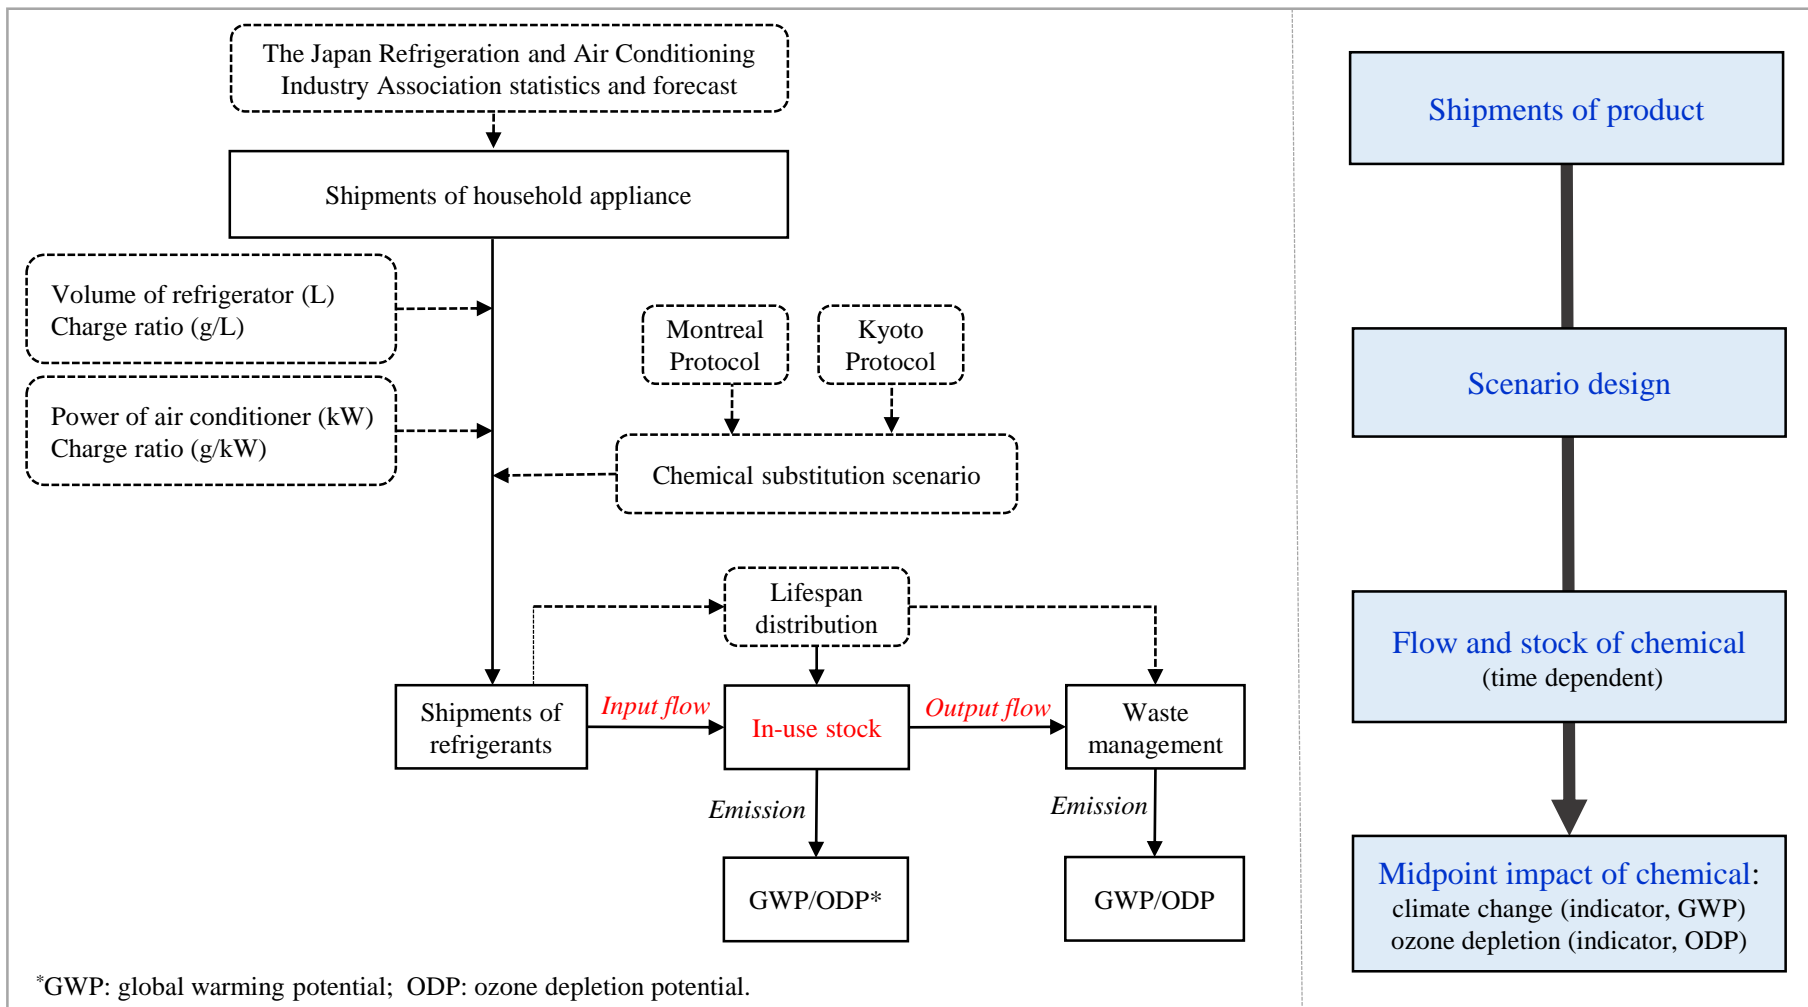 The Japan Refrigeration and Air Conditioning
Industry Association statistics and forecast
Shipments of household appliance
Volume of refrigerator (L)
Charge ratio (g/L)
Power of air conditioner (kW)
Charge ratio (g/kW)
Montreal
Protocol
Kyoto
Protocol
Chemical substitution scenario
Lifespan
distribution
Shipments of
refrigerants
Input flow
In-use stock
Output flow
Waste
management
Emission
Emission
GWP/ODP*
GWP/ODP
*GWP: global warming potential; ODP: ozone depletion potential.
Shipments of product
Scenario design
Flow and stock of chemical
(time dependent)
Midpoint impact of chemical:
climate change (indicator, GWP)
ozone depletion (indicator, ODP)